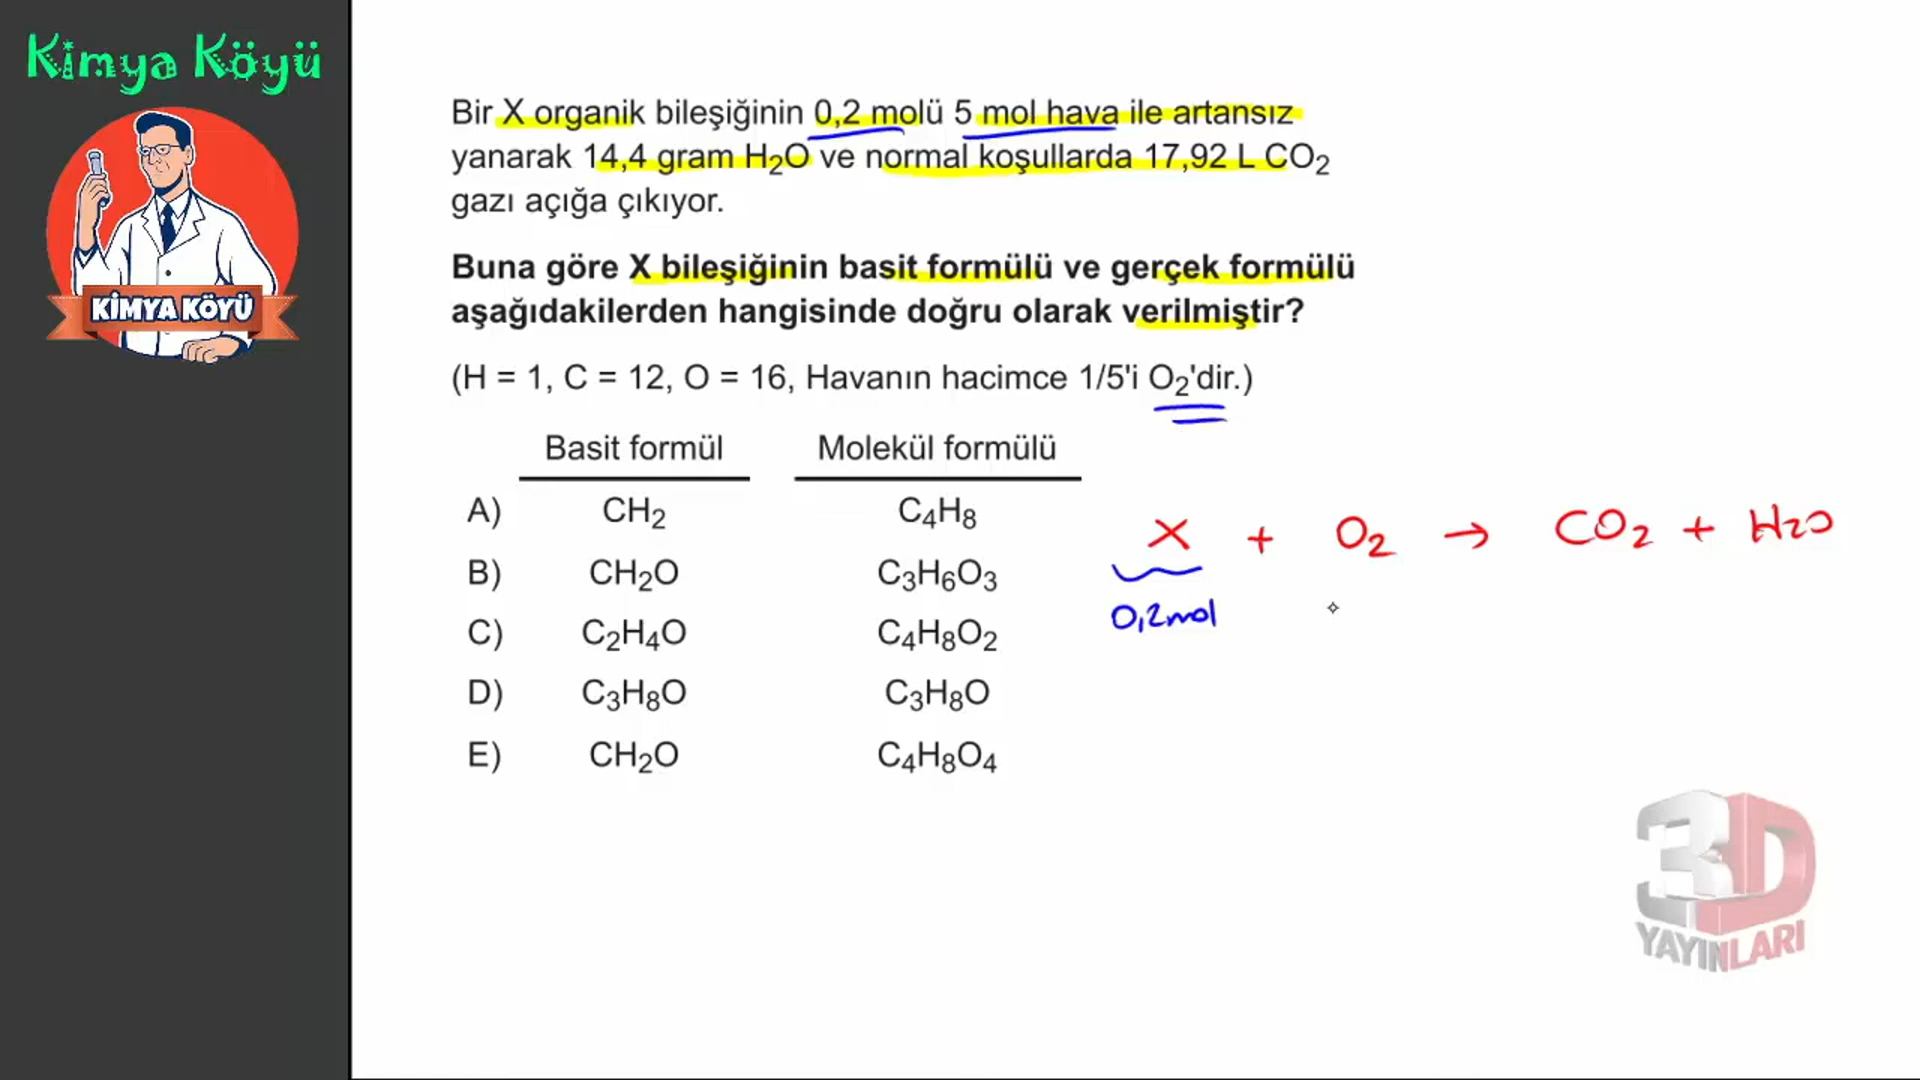 Kimya Köyü
KİMYA KÖYÜ
Bir X organik bileşiğinin 0,2 molü 5 mol hava ile artansız
yanarak 14,4 gram H₂O ve normal koşullarda 17,92 L CO₂
gazı açığa çıkıyor.
Buna göre X bileşiğinin basit formülü ve gerçek formülü
aşağıdakilerden hangisinde doğru olarak verilmiştir?
(H = 1, C = 12, O = 16, Havanın hacimce 1/5'i O₂'dir.)
Basit formül Molekül formülü
A) CH₂ C₄H₈
B) CH₂O C₃H₆O₃
C) C₂H₄O C₄H₈O₂
D) C₃H₈O C₃H₈O
E) CH₂O C₄H₈O₄
X + O₂ → CO₂ + H₂O
0,2mol
3D
YAYINLARI